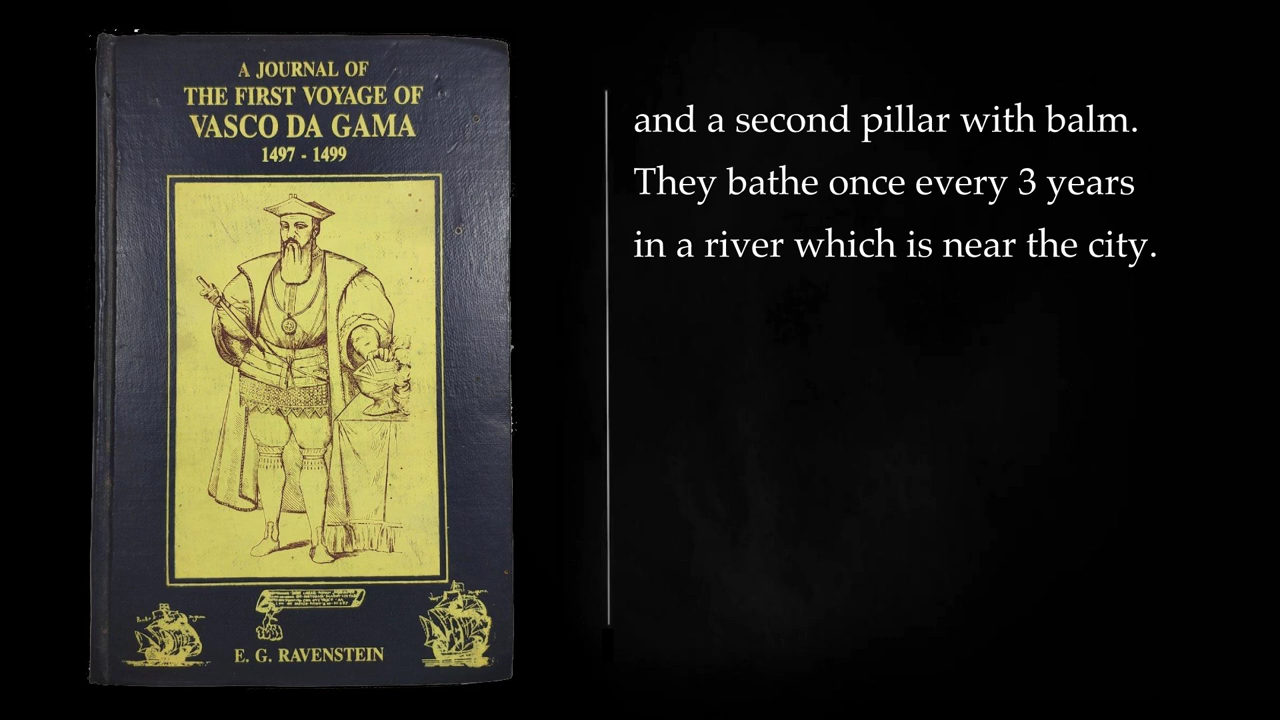 A JOURNAL OF
THE FIRST VOYAGE OF
VASCO DA GAMA
1497 - 1499
E. G. RAVENSTEIN
and a second pillar with balm.
They bathe once every 3 years
in a river which is near the city.